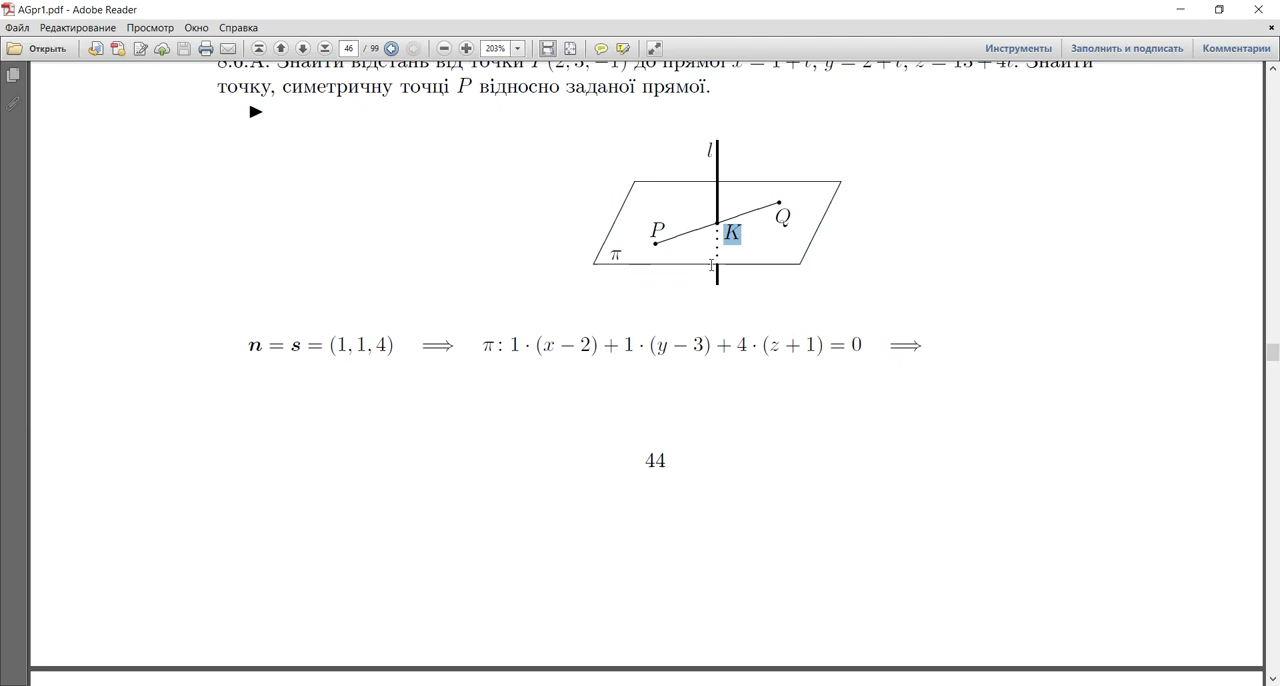 AGpr1.pdf - Adobe Reader
Файл Редактирование Просмотр Окно Справка
Открыть 46 / 99 203% Инструменты Заполнить и подписать Комментарии
точку, симетричну точці P відносно заданої прямої.
▶
l
P
Q
K
π
n = s = (1, 1, 4) ⟹ π: 1 · (x − 2) + 1 · (y − 3) + 4 · (z + 1) = 0 ⟹
44